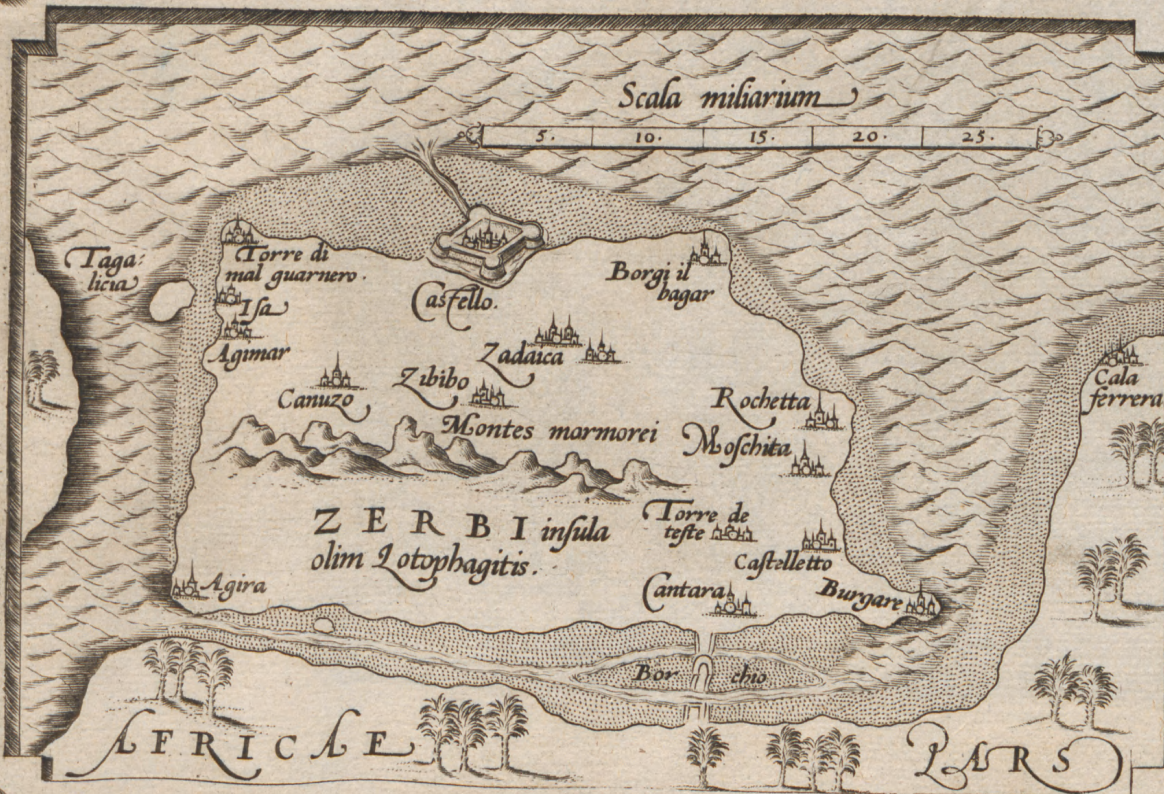 Scala miliarium
5. 10. 15. 20. 25.
Taga:
licia
Torre di
mal guarnero.
Isa
Agimar
Castello.
Borgi il
bagar
Zadaica
Zibibo
Canuzo
Montes marmorei
Rochetta
Moschita
Cala
ferrera
ZERBI insula
olim Lotophagitis.
Torre de
teste
Castelletto
Agira
Cantara
Burgare
Bor chio
AFRICAE PARS